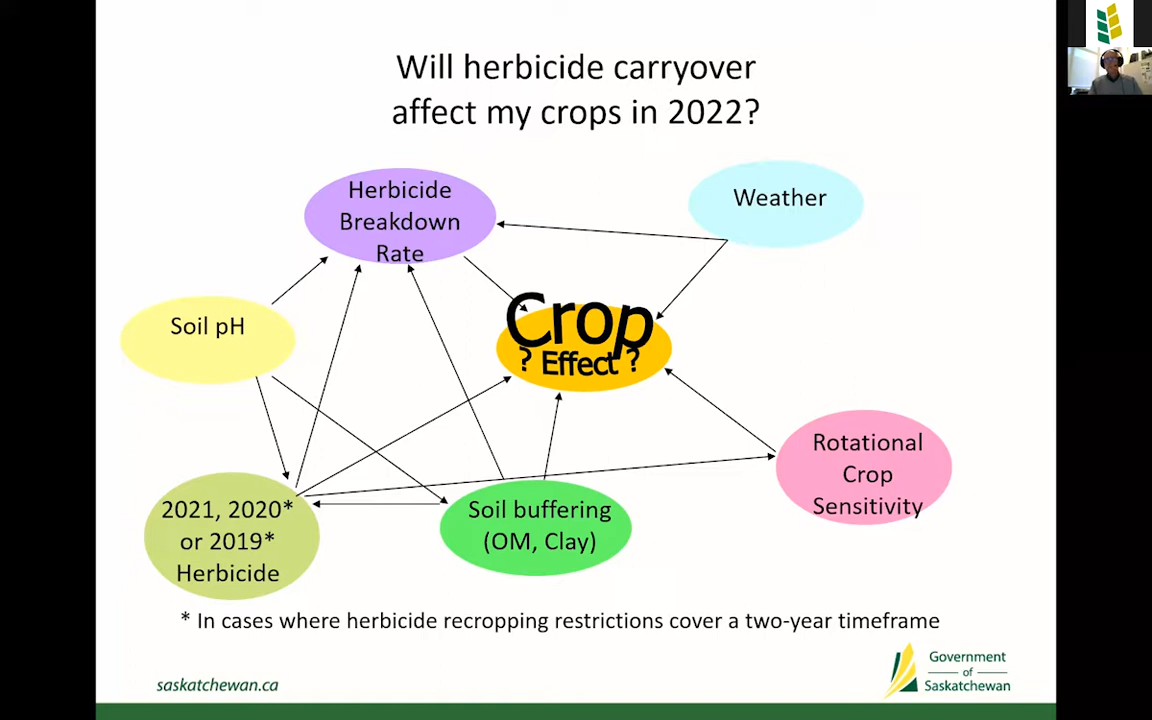 Will herbicide carryover
affect my crops in 2022?
Herbicide
Breakdown
Rate
Weather
Soil pH
Crop
? Effect ?
Rotational
Crop
Sensitivity
2021, 2020*
or 2019*
Herbicide
Soil buffering
(OM, Clay)
* In cases where herbicide recropping restrictions cover a two-year timeframe
saskatchewan.ca
Government
of
Saskatchewan